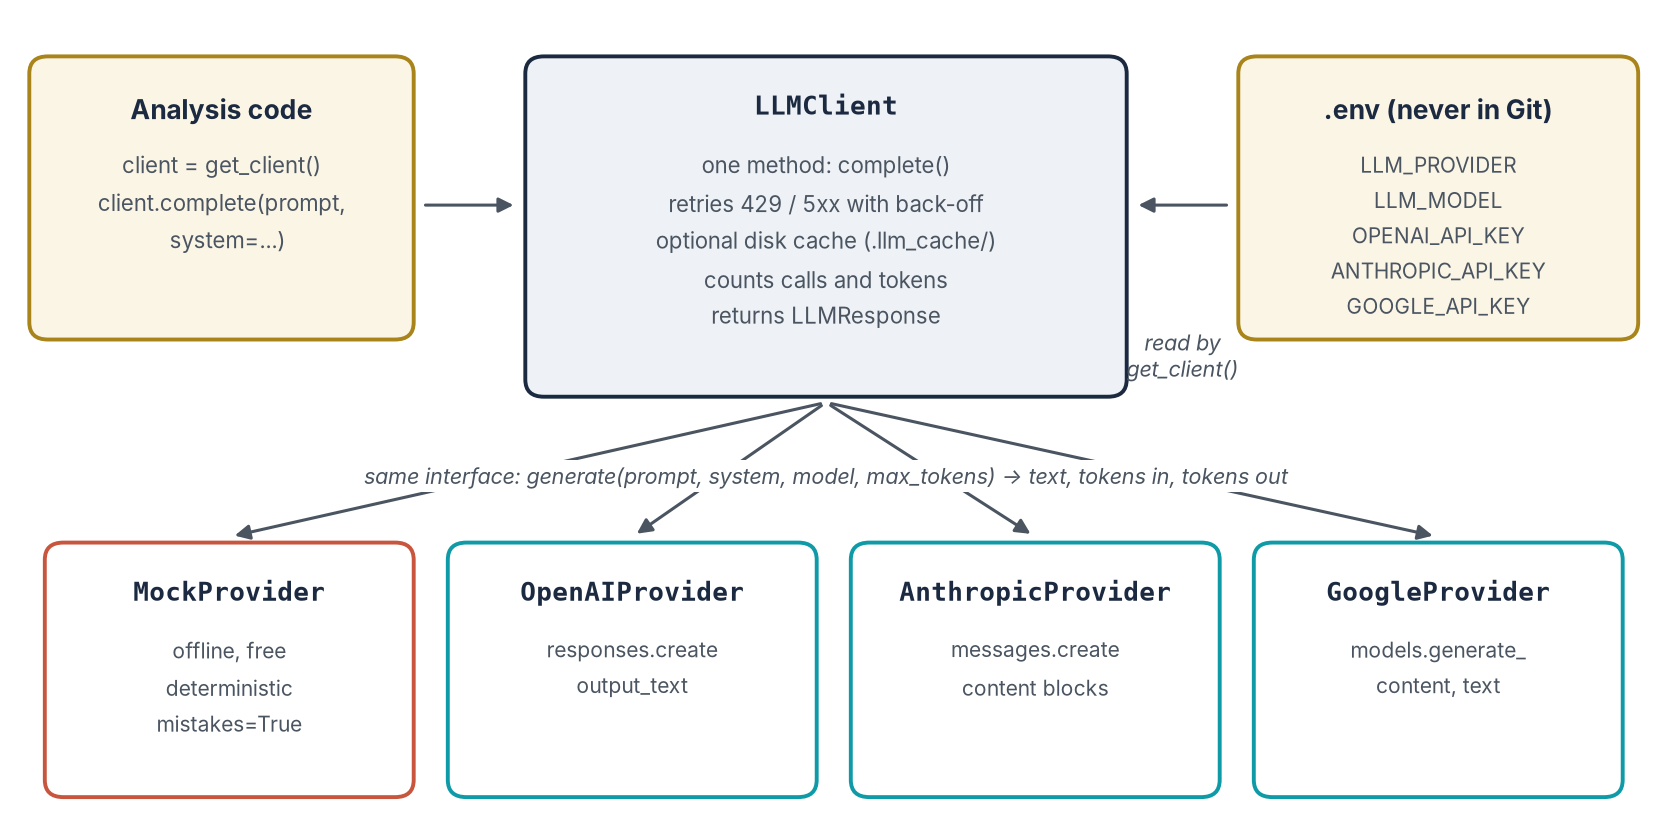 Analysis code
client = get_client()
client.complete(prompt,
system=...)
LLMClient
one method: complete()
retries 429 / 5xx with back-off
optional disk cache (.llm_cache/)
counts calls and tokens
returns LLMResponse
.env (never in Git)
LLM_PROVIDER
LLM_MODEL
OPENAI_API_KEY
ANTHROPIC_API_KEY
GOOGLE_API_KEY
read by
get_client()
same interface: generate(prompt, system, model, max_tokens) → text, tokens in, tokens out
MockProvider
offline, free
deterministic
mistakes=True
OpenAIProvider
responses.create
output_text
AnthropicProvider
messages.create
content blocks
GoogleProvider
models.generate_
content, text